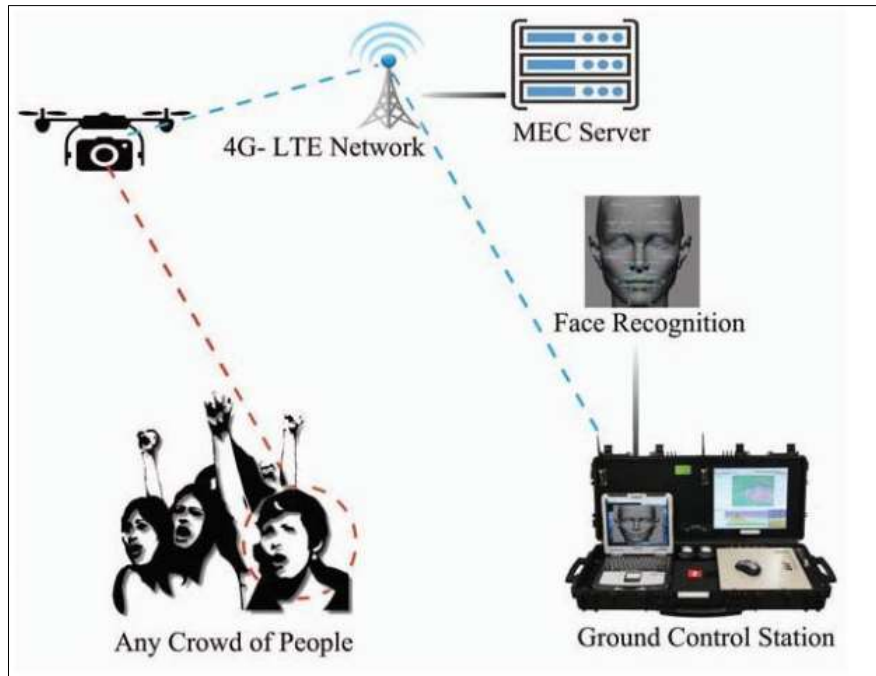 4G- LTE Network
MEC Server
Face Recognition
Any Crowd of People
Ground Control Station